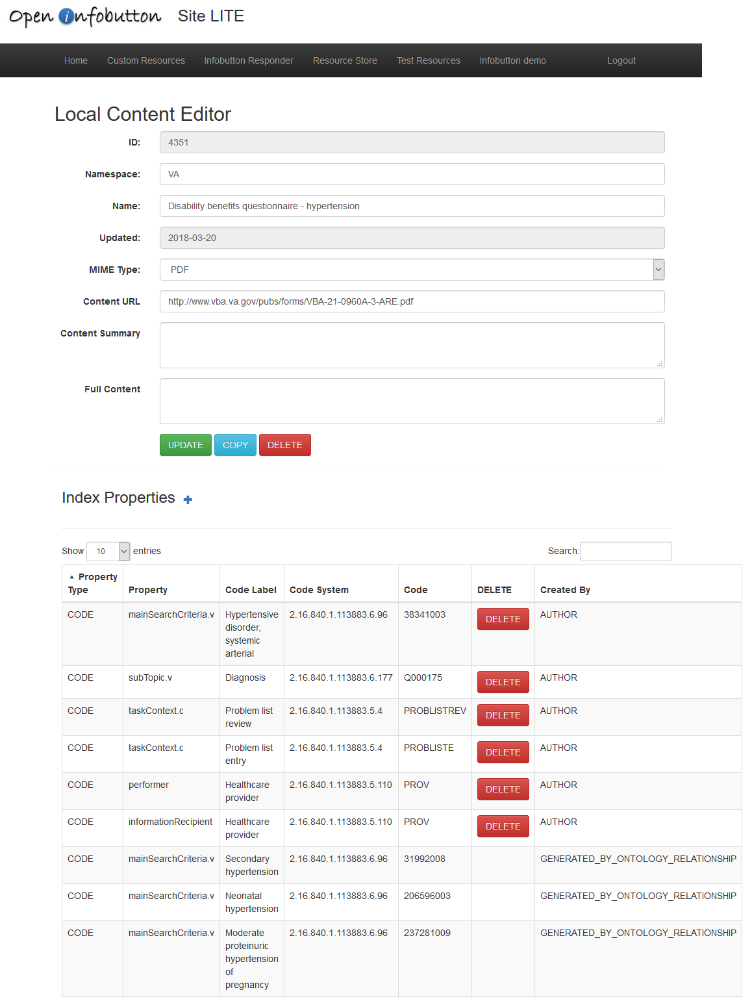 Open infobutton Site LITE
Home Custom Resources Infobutton Responder Resource Store Test Resources Infobutton demo Logout
Local Content Editor
ID: 4351
Namespace: VA
Name: Disability benefits questionnaire - hypertension
Updated: 2018-03-20
MIME Type: PDF
Content URL http://www.vba.va.gov/pubs/forms/VBA-21-0960A-3-ARE.pdf
Content Summary
Full Content
UPDATE COPY DELETE
Index Properties +
Show 10 entries Search:
Property
Type Property Code Label Code System Code DELETE Created By
CODE mainSearchCriteria.v Hypertensive 2.16.840.1.113883.6.96 38341003 DELETE AUTHOR
disorder,
systemic
arterial
CODE subTopic.v Diagnosis 2.16.840.1.113883.6.177 Q000175 DELETE AUTHOR
CODE taskContext.c Problem list 2.16.840.1.113883.5.4 PROBLISTREV DELETE AUTHOR
review
CODE taskContext.c Problem list 2.16.840.1.113883.5.4 PROBLISTE DELETE AUTHOR
entry
CODE performer Healthcare 2.16.840.1.113883.5.110 PROV DELETE AUTHOR
provider
CODE informationRecipient Healthcare 2.16.840.1.113883.5.110 PROV DELETE AUTHOR
provider
CODE mainSearchCriteria.v Secondary 2.16.840.1.113883.6.96 31992008 GENERATED_BY_ONTOLOGY_RELATIONSHIP
hypertension
CODE mainSearchCriteria.v Neonatal 2.16.840.1.113883.6.96 206596003 GENERATED_BY_ONTOLOGY_RELATIONSHIP
hypertension
CODE mainSearchCriteria.v Moderate 2.16.840.1.113883.6.96 237281009 GENERATED_BY_ONTOLOGY_RELATIONSHIP
proteinuric
hypertension
of
pregnancy